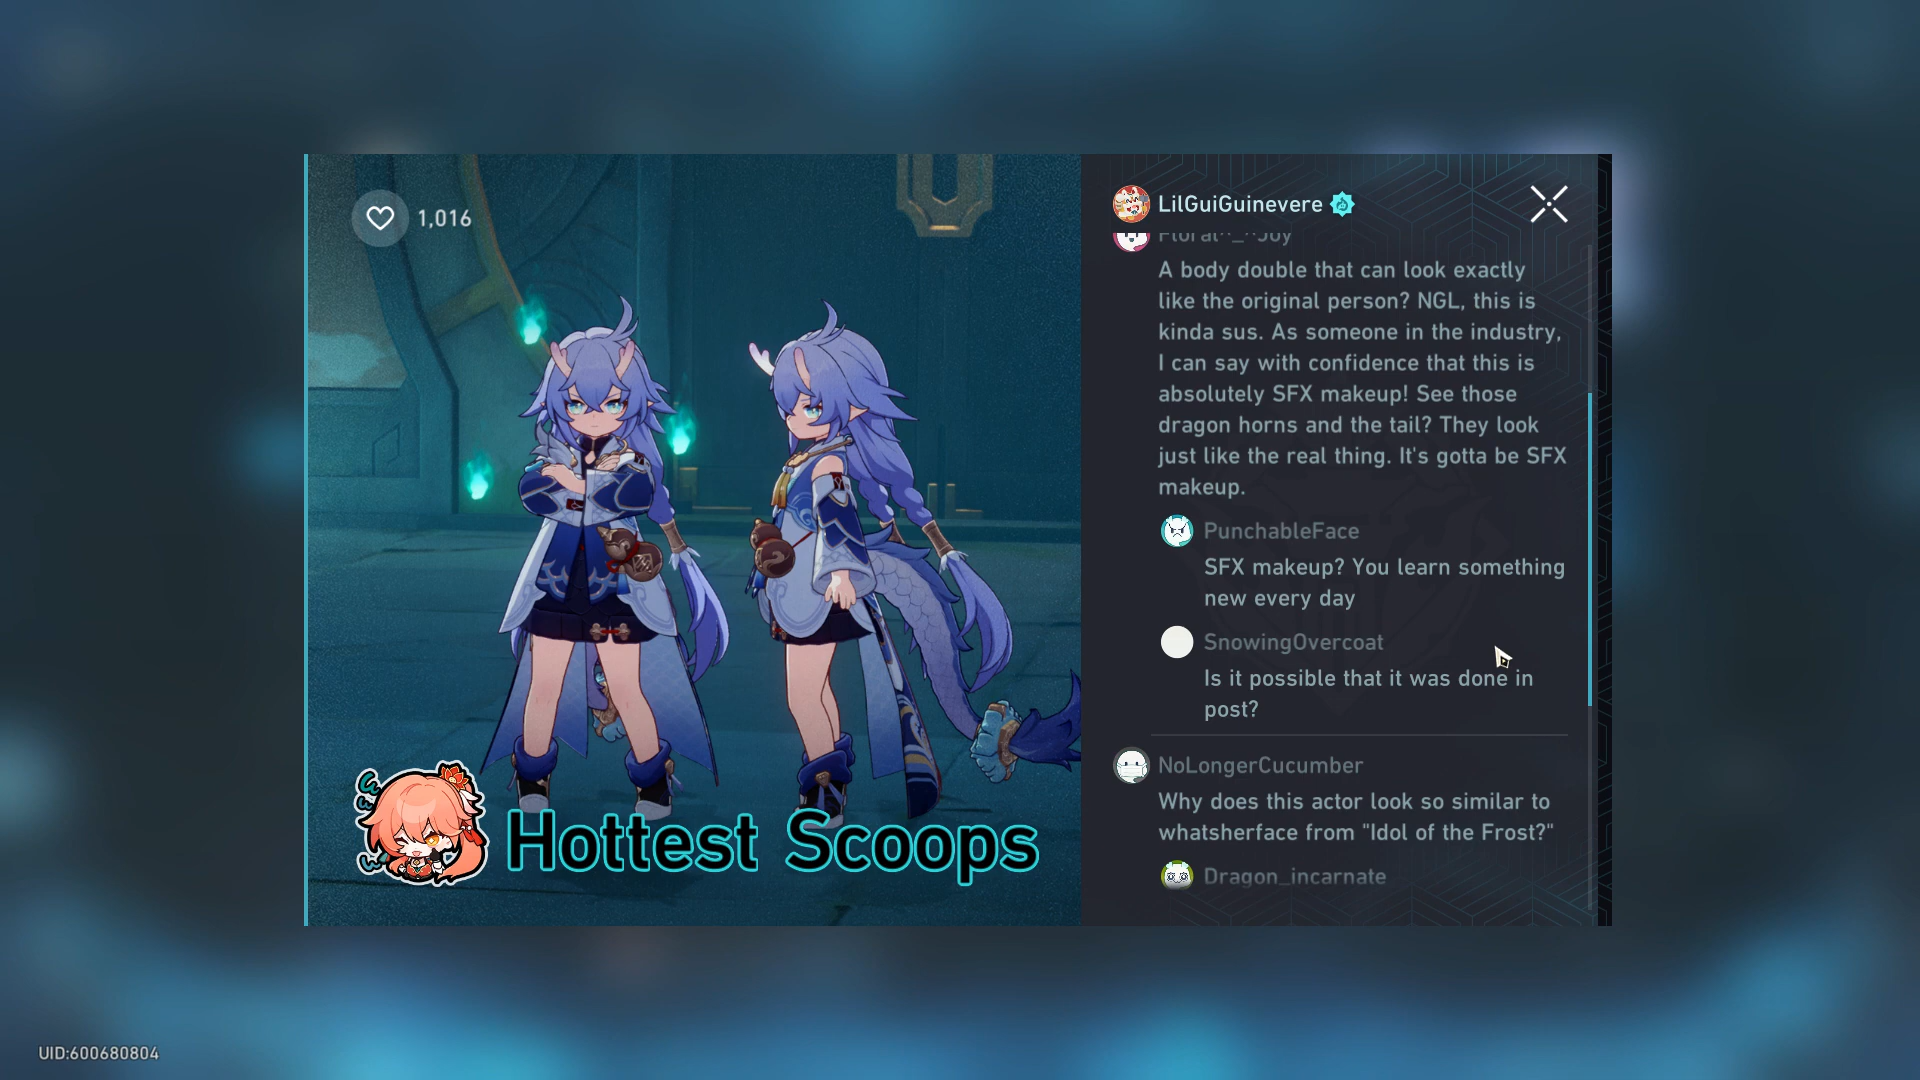 1,016
LilGuiGuinevere
Floral^_^Joy
A body double that can look exactly
like the original person? NGL, this is
kinda sus. As someone in the industry,
I can say with confidence that this is
absolutely SFX makeup! See those
dragon horns and the tail? They look
just like the real thing. It's gotta be SFX
makeup.
PunchableFace
SFX makeup? You learn something
new every day
SnowingOvercoat
Is it possible that it was done in
post?
NoLongerCucumber
Why does this actor look so similar to
whatsherface from "Idol of the Frost?"
Dragon_incarnate
Hottest Scoops
UID:600680804